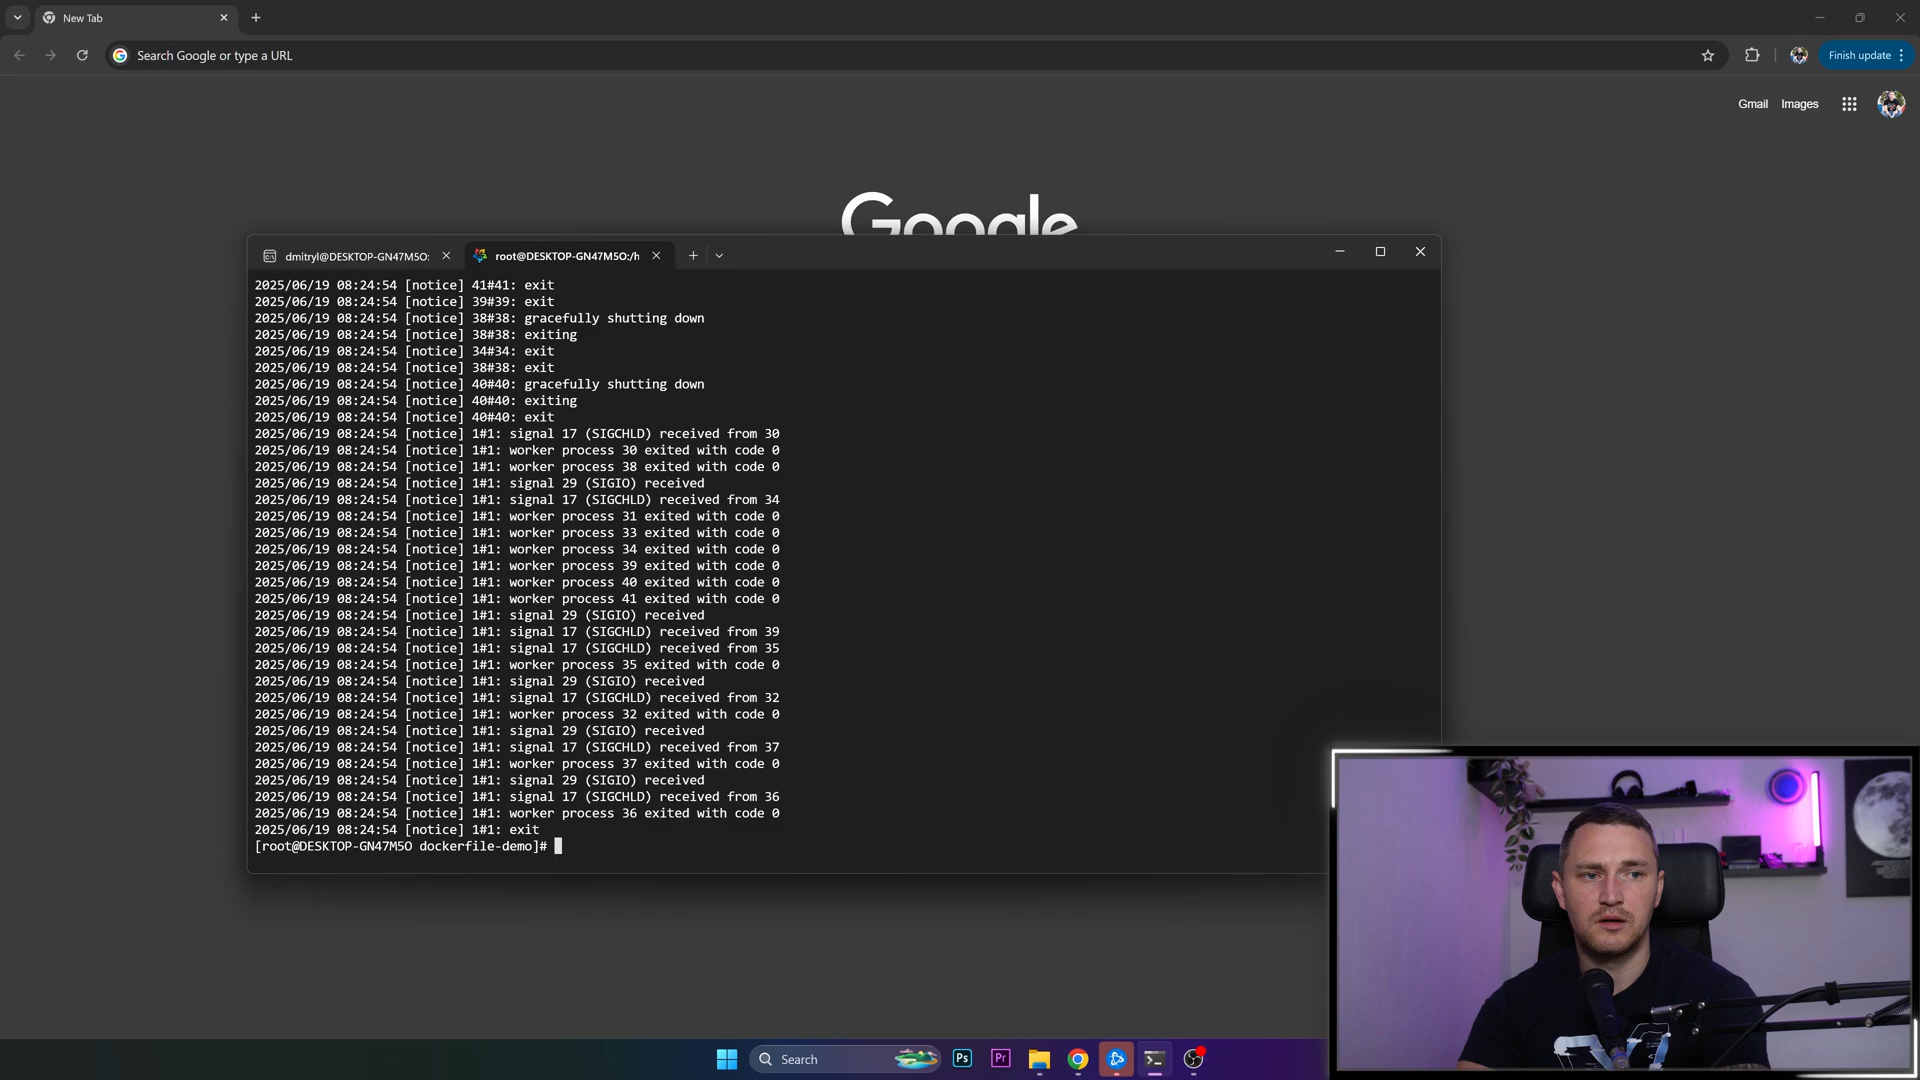 New Tab
Search Google or type a URL
Finish update
Gmail Images
Google
dmitryl@DESKTOP-GN47M5O:
root@DESKTOP-GN47M5O:/h
2025/06/19 08:24:54 [notice] 41#41: exit
2025/06/19 08:24:54 [notice] 39#39: exit
2025/06/19 08:24:54 [notice] 38#38: gracefully shutting down
2025/06/19 08:24:54 [notice] 38#38: exiting
2025/06/19 08:24:54 [notice] 34#34: exit
2025/06/19 08:24:54 [notice] 38#38: exit
2025/06/19 08:24:54 [notice] 40#40: gracefully shutting down
2025/06/19 08:24:54 [notice] 40#40: exiting
2025/06/19 08:24:54 [notice] 40#40: exit
2025/06/19 08:24:54 [notice] 1#1: signal 17 (SIGCHLD) received from 30
2025/06/19 08:24:54 [notice] 1#1: worker process 30 exited with code 0
2025/06/19 08:24:54 [notice] 1#1: worker process 38 exited with code 0
2025/06/19 08:24:54 [notice] 1#1: signal 29 (SIGIO) received
2025/06/19 08:24:54 [notice] 1#1: signal 17 (SIGCHLD) received from 34
2025/06/19 08:24:54 [notice] 1#1: worker process 31 exited with code 0
2025/06/19 08:24:54 [notice] 1#1: worker process 33 exited with code 0
2025/06/19 08:24:54 [notice] 1#1: worker process 34 exited with code 0
2025/06/19 08:24:54 [notice] 1#1: worker process 39 exited with code 0
2025/06/19 08:24:54 [notice] 1#1: worker process 40 exited with code 0
2025/06/19 08:24:54 [notice] 1#1: worker process 41 exited with code 0
2025/06/19 08:24:54 [notice] 1#1: signal 29 (SIGIO) received
2025/06/19 08:24:54 [notice] 1#1: signal 17 (SIGCHLD) received from 39
2025/06/19 08:24:54 [notice] 1#1: signal 17 (SIGCHLD) received from 35
2025/06/19 08:24:54 [notice] 1#1: worker process 35 exited with code 0
2025/06/19 08:24:54 [notice] 1#1: signal 29 (SIGIO) received
2025/06/19 08:24:54 [notice] 1#1: signal 17 (SIGCHLD) received from 32
2025/06/19 08:24:54 [notice] 1#1: worker process 32 exited with code 0
2025/06/19 08:24:54 [notice] 1#1: signal 29 (SIGIO) received
2025/06/19 08:24:54 [notice] 1#1: signal 17 (SIGCHLD) received from 37
2025/06/19 08:24:54 [notice] 1#1: worker process 37 exited with code 0
2025/06/19 08:24:54 [notice] 1#1: signal 29 (SIGIO) received
2025/06/19 08:24:54 [notice] 1#1: signal 17 (SIGCHLD) received from 36
2025/06/19 08:24:54 [notice] 1#1: worker process 36 exited with code 0
2025/06/19 08:24:54 [notice] 1#1: exit
[root@DESKTOP-GN47M5O dockerfile-demo]#
Search
Ps
Pr